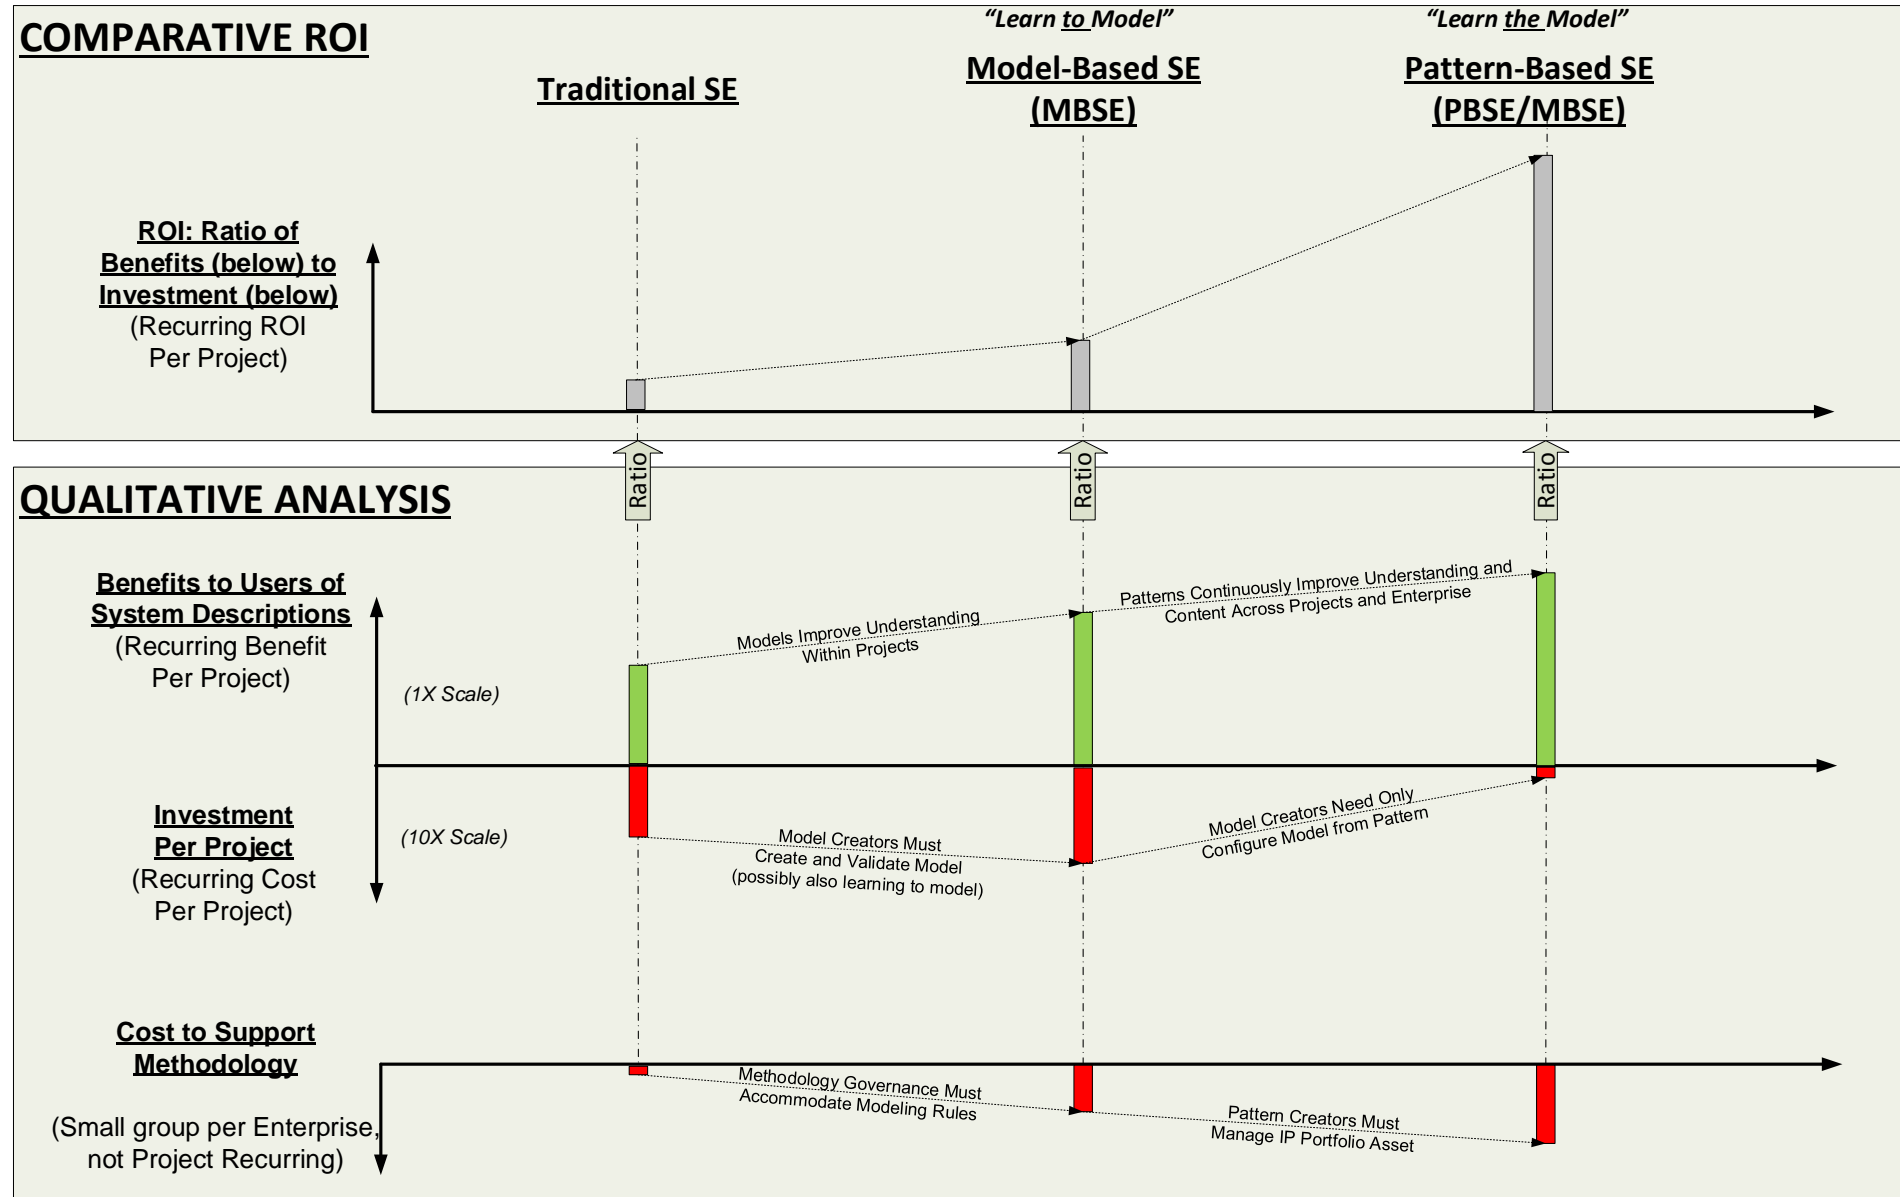 COMPARATIVE ROI
“Learn to Model”
“Learn the Model”
Traditional SE
Model-Based SE
(MBSE)
Pattern-Based SE
(PBSE/MBSE)
ROI: Ratio of
Benefits (below) to
Investment (below)
(Recurring ROI
Per Project)
Ratio
Ratio
Ratio
QUALITATIVE ANALYSIS
Benefits to Users of
System Descriptions
(Recurring Benefit
Per Project)
(1X Scale)
Models Improve Understanding
Within Projects
Patterns Continuously Improve Understanding and
Content Across Projects and Enterprise
Investment
Per Project
(Recurring Cost
Per Project)
(10X Scale)
Model Creators Must
Create and Validate Model
(possibly also learning to model)
Model Creators Need Only
Configure Model from Pattern
Cost to Support
Methodology
(Small group per Enterprise,
not Project Recurring)
Methodology Governance Must
Accommodate Modeling Rules
Pattern Creators Must
Manage IP Portfolio Asset